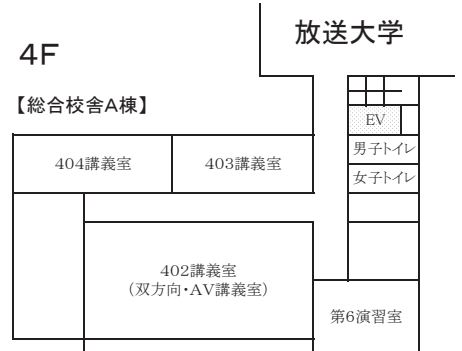 放送大学
4F
【総合校舎A棟】
EV
男子トイレ
404講義室
403講義室
女子トイレ
402講義室
(双方向・AV講義室)
第6演習室